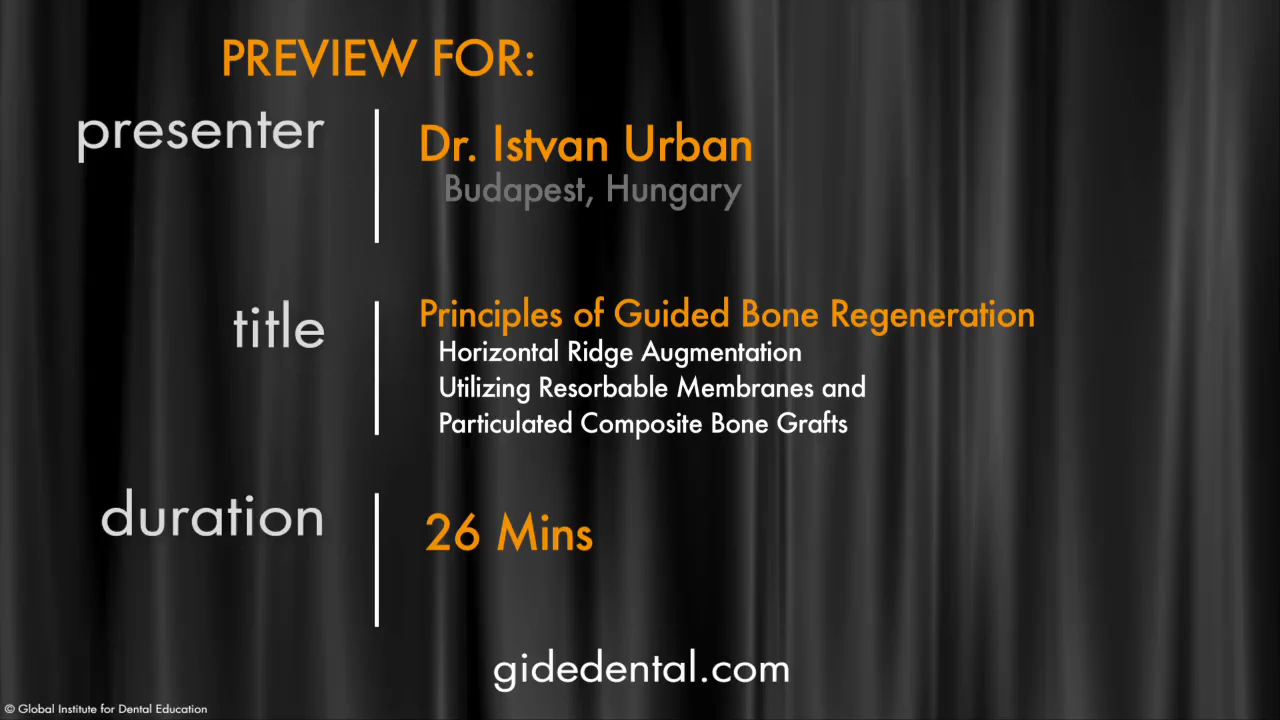 PREVIEW FOR:
presenter
Dr. Istvan Urban
Budapest, Hungary
title
Principles of Guided Bone Regeneration
Horizontal Ridge Augmentation
Utilizing Resorbable Membranes and
Particulated Composite Bone Grafts
duration
26 Mins
gidedental.com
© Global Institute for Dental Education